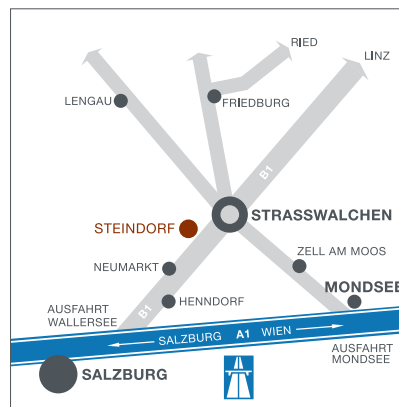 RIED
LINZ
LENGAU
FRIEDBURG
B1
STRASSWALCHEN
STEINDORF
ZELL AM MOOS
NEUMARKT
MONDSEE
HENNDORF
B1
AUSFAHRT
WALLERSEE
SALZBURG A1 WIEN
AUSFAHRT
MONDSEE
SALZBURG